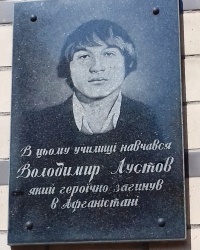 В цьому училищі навчався
Володимир Лустов
який героїчно загинув
в Афганістані